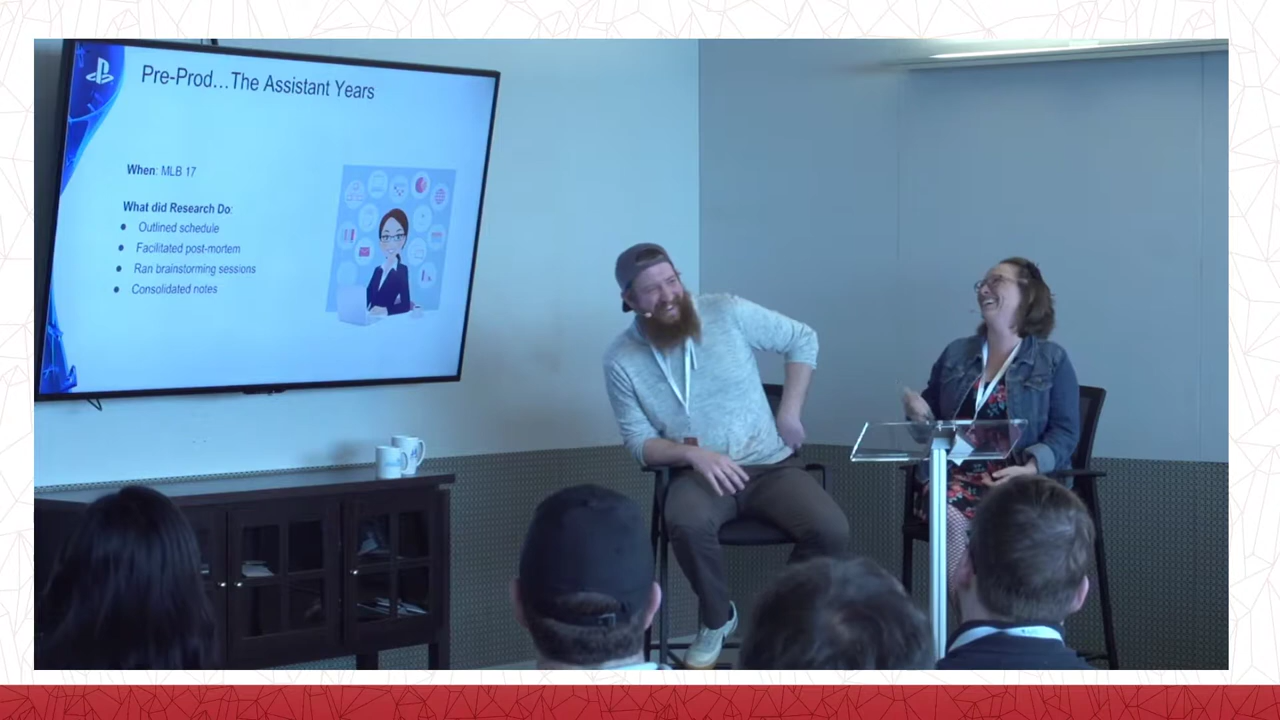 Pre-Prod...The Assistant Years
When: MLB 17
What did Research Do:
● Outlined schedule
● Facilitated post-mortem
● Ran brainstorming sessions
● Consolidated notes